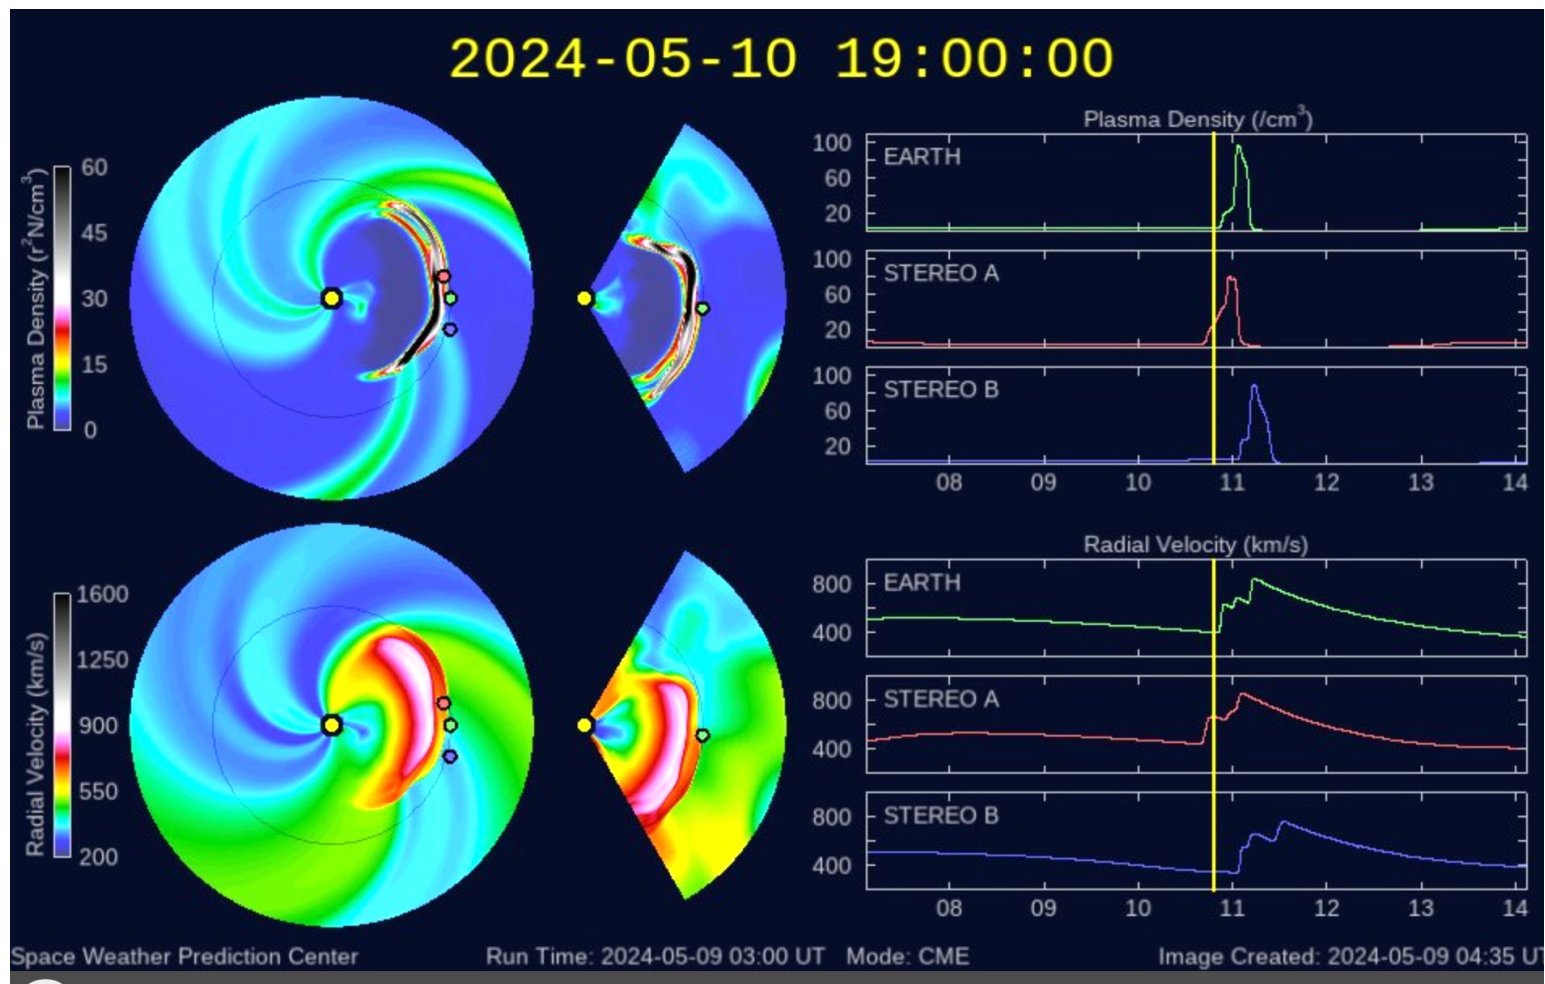 2024-05-10 19:00:00
Plasma Density (r²N/cm³)
60
45
30
15
0
Plasma Density (/cm³)
100
60
20
EARTH
100
60
20
STEREO A
100
60
20
STEREO B
08 09 10 11 12 13 14
Radial Velocity (km/s)
1600
1250
900
550
200
Radial Velocity (km/s)
800
400
EARTH
800
400
STEREO A
800
400
STEREO B
08 09 10 11 12 13 14
Space Weather Prediction Center Run Time: 2024-05-09 03:00 UT Mode: CME Image Created: 2024-05-09 04:35 UT